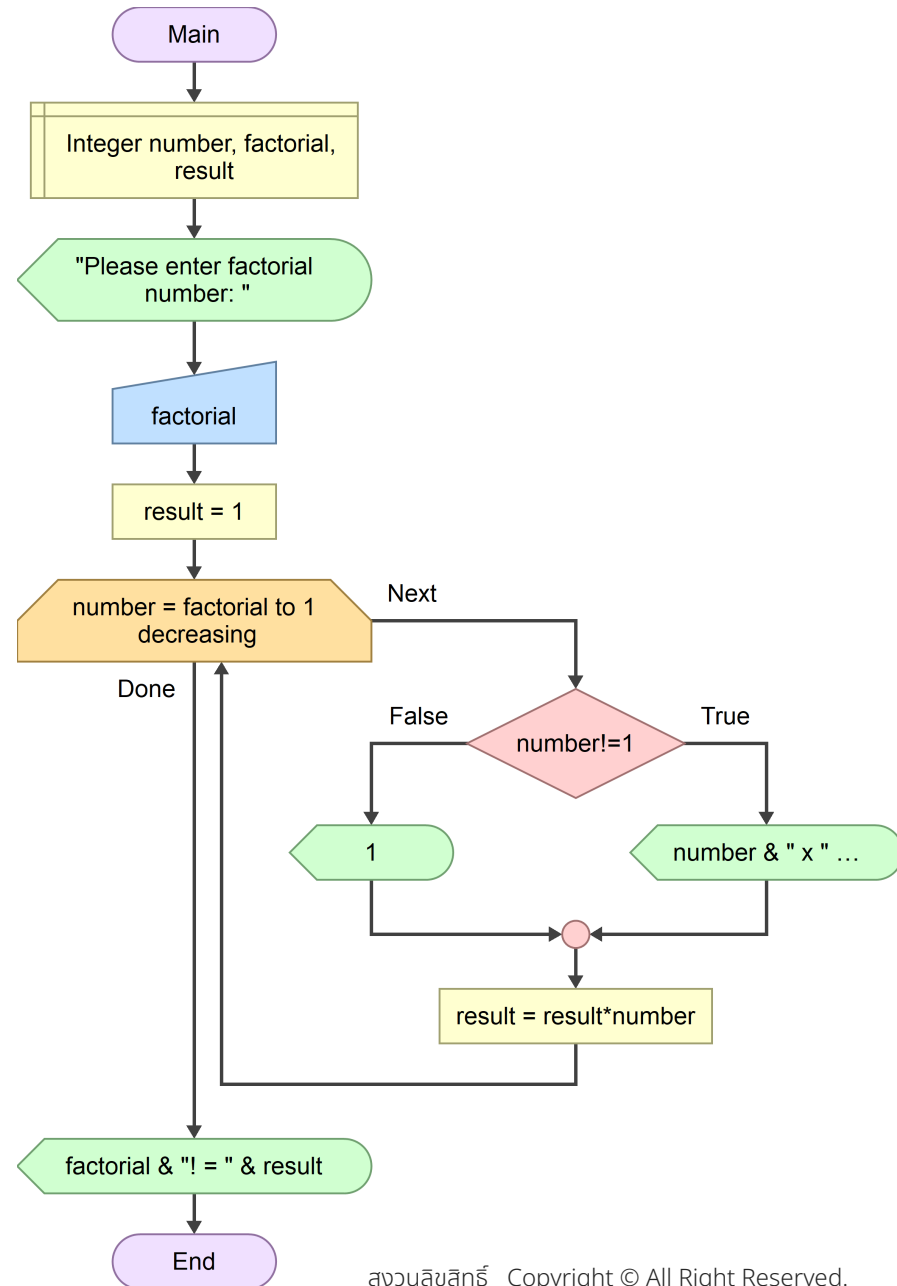 Main
Integer number, factorial,
result
"Please enter factorial
number: "
factorial
result = 1
number = factorial to 1
decreasing
Next
Done
False
True
number!=1
1
number & " x " …
result = result*number
factorial & "! = " & result
End
สงวนลิขสิทธิ์ Copyright © All Right Reserved.